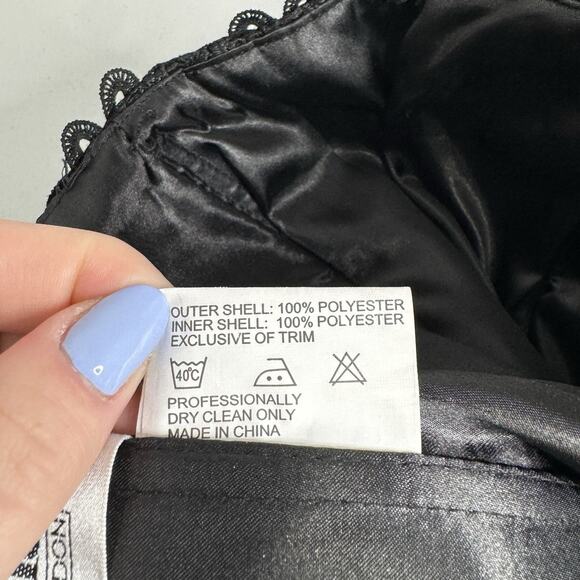 OUTER SHELL: 100% POLYESTER
INNER SHELL: 100% POLYESTER
EXCLUSIVE OF TRIM
40°C
PROFESSIONALLY
DRY CLEAN ONLY
MADE IN CHINA